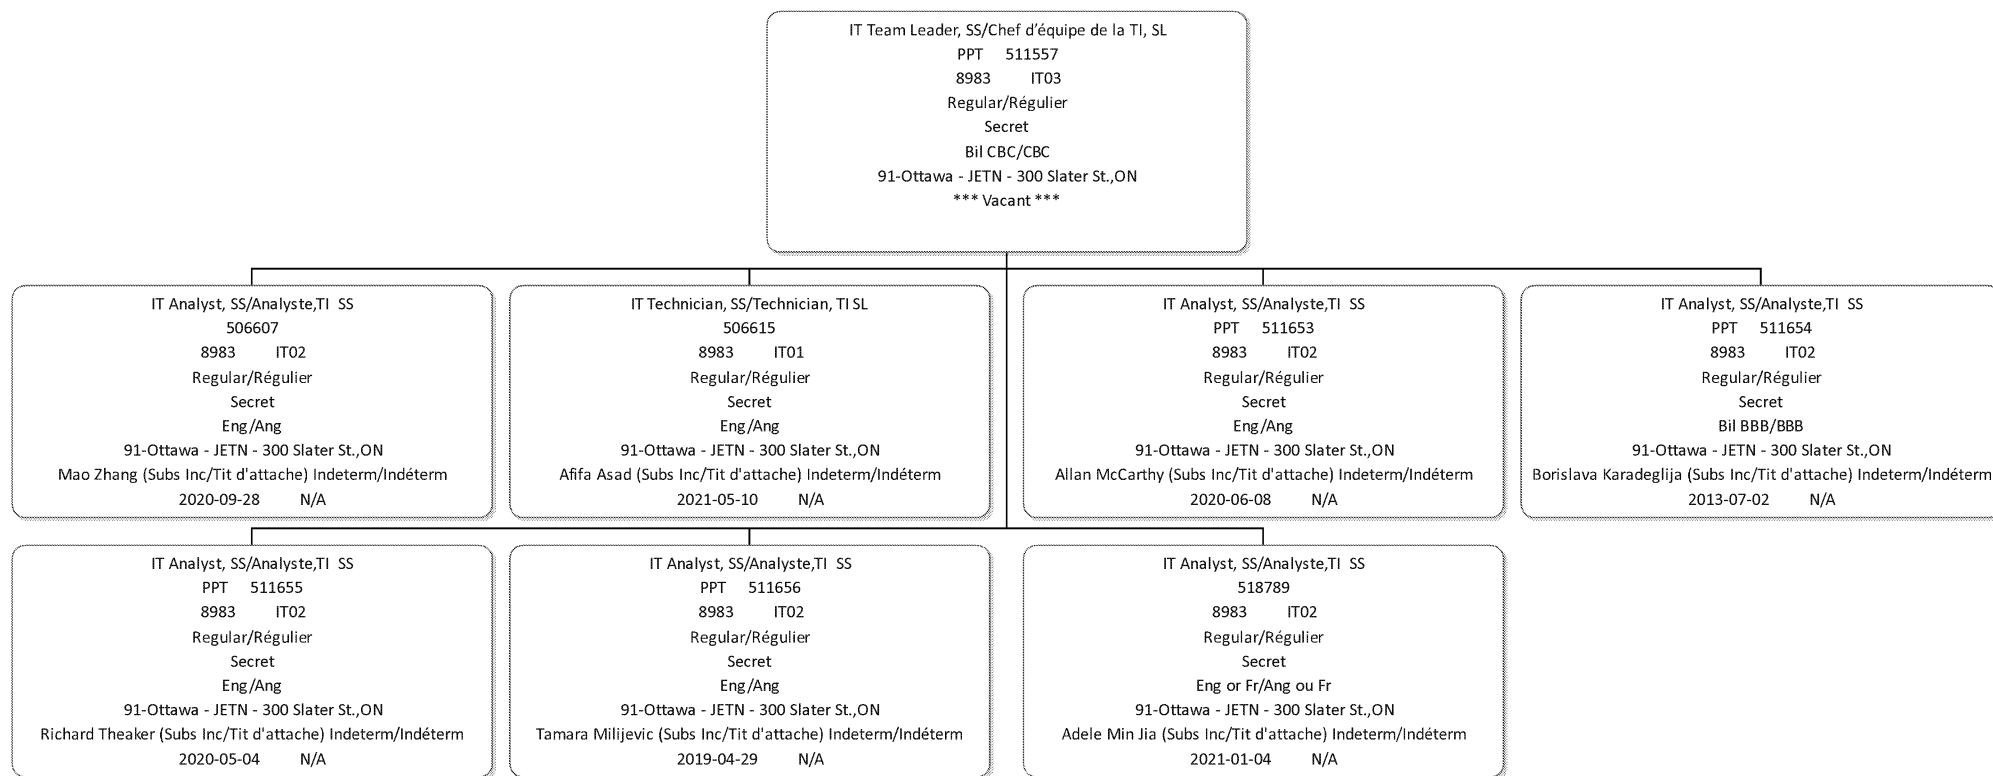 IT Team Leader, SS/Chef d'équipe de la TI, SL
PPT 511557
8983 IT03
Regular/Régulier
Secret
Bil CBC/CBC
91-Ottawa - JETN - 300 Slater St.,ON
*** Vacant ***
IT Analyst, SS/Analyste,TI SS
506607
8983 IT02
Regular/Régulier
Secret
Eng/Ang
91-Ottawa - JETN - 300 Slater St.,ON
Mao Zhang (Subs Inc/Tit d'attache) Indeterm/Indéterm
2020-09-28 N/A
IT Technician, SS/Technician, TI SL
506615
8983 IT01
Regular/Régulier
Secret
Eng/Ang
91-Ottawa - JETN - 300 Slater St.,ON
Afifa Asad (Subs Inc/Tit d'attache) Indeterm/Indéterm
2021-05-10 N/A
IT Analyst, SS/Analyste,TI SS
PPT 511653
8983 IT02
Regular/Régulier
Secret
Eng/Ang
91-Ottawa - JETN - 300 Slater St.,ON
Allan McCarthy (Subs Inc/Tit d'attache) Indeterm/Indéterm
2020-06-08 N/A
IT Analyst, SS/Analyste,TI SS
PPT 511654
8983 IT02
Regular/Régulier
Secret
Bil BBB/BBB
91-Ottawa - JETN - 300 Slater St.,ON
Borislava Karadeglija (Subs Inc/Tit d'attache) Indeterm/Indéterm
2013-07-02 N/A
IT Analyst, SS/Analyste,TI SS
PPT 511655
8983 IT02
Regular/Régulier
Secret
Eng/Ang
91-Ottawa - JETN - 300 Slater St.,ON
Richard Theaker (Subs Inc/Tit d'attache) Indeterm/Indéterm
2020-05-04 N/A
IT Analyst, SS/Analyste,TI SS
PPT 511656
8983 IT02
Regular/Régulier
Secret
Eng/Ang
91-Ottawa - JETN - 300 Slater St.,ON
Tamara Milijevic (Subs Inc/Tit d'attache) Indeterm/Indéterm
2019-04-29 N/A
IT Analyst, SS/Analyste,TI SS
518789
8983 IT02
Regular/Régulier
Secret
Eng or Fr/Ang ou Fr
91-Ottawa - JETN - 300 Slater St.,ON
Adele Min Jia (Subs Inc/Tit d'attache) Indeterm/Indéterm
2021-01-04 N/A